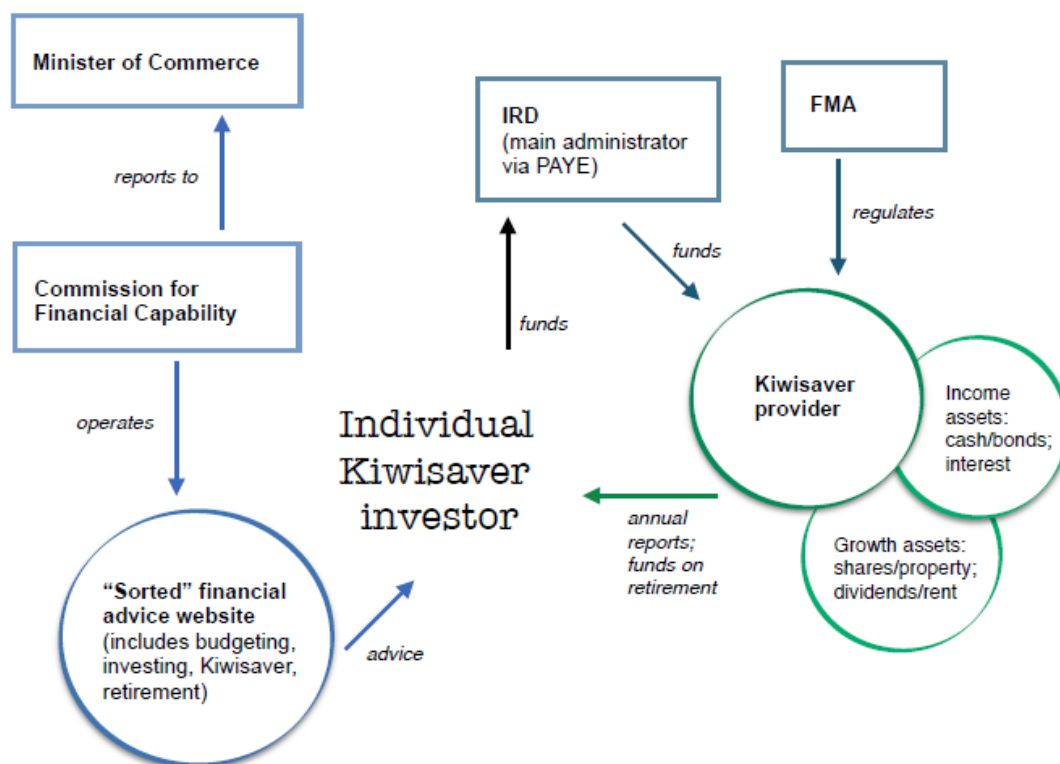 Minister of Commerce
reports to
Commission for
Financial Capability
operates
"Sorted" financial
advice website
(includes budgeting,
investing, Kiwisaver,
retirement)
advice
Individual
Kiwisaver
investor
funds
IRD
(main administrator
via PAYE)
funds
FMA
regulates
Kiwisaver
provider
Income
assets:
cash/bonds;
interest
Growth assets:
shares/property;
dividends/rent
annual
reports;
funds on
retirement